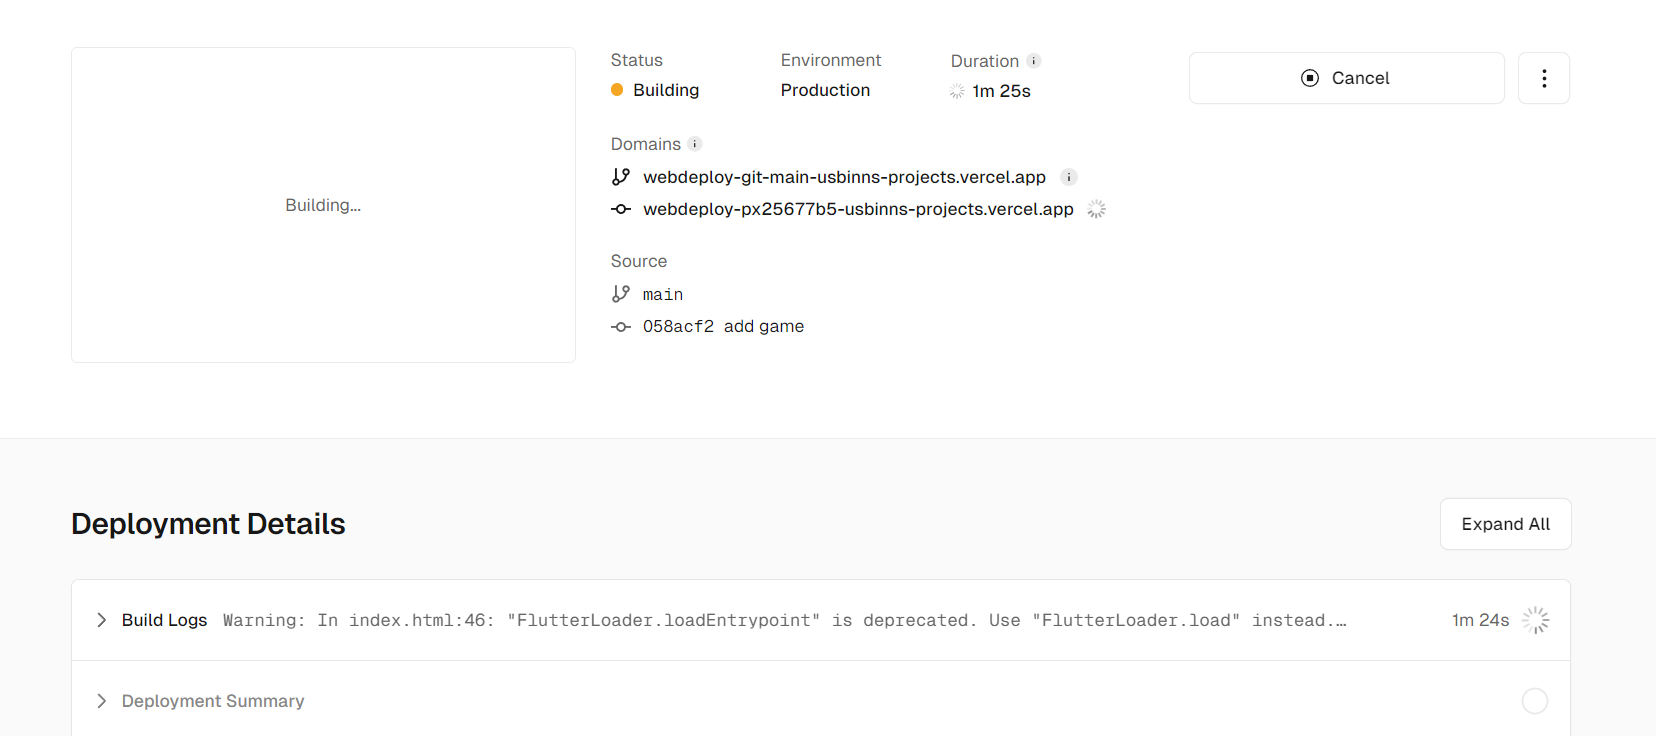 Building...
Status
Building
Environment
Production
Duration
1m 25s
Cancel
Domains
webdeploy-git-main-usbinns-projects.vercel.app
webdeploy-px25677b5-usbinns-projects.vercel.app
Source
main
058acf2 add game
Deployment Details
Expand All
Build Logs Warning: In index.html:46: "FlutterLoader.loadEntrypoint" is deprecated. Use "FlutterLoader.load" instead.… 1m 24s
Deployment Summary